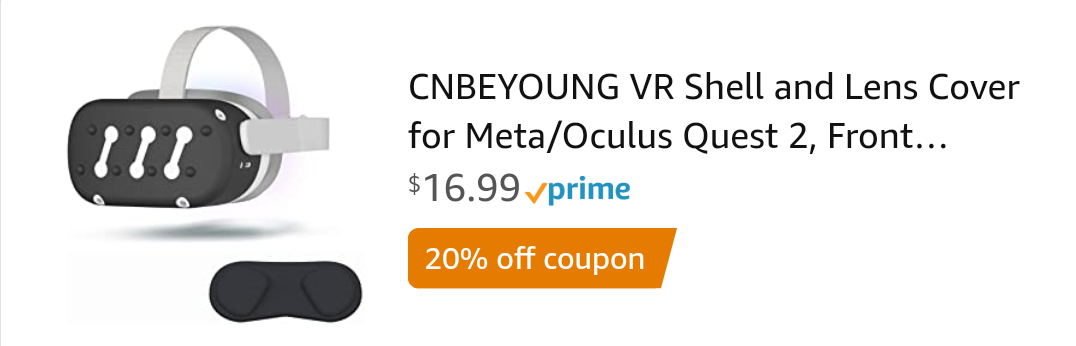 CNBEYOUNG VR Shell and Lens Cover
for Meta/Oculus Quest 2, Front...
$16.99 prime
20% off coupon